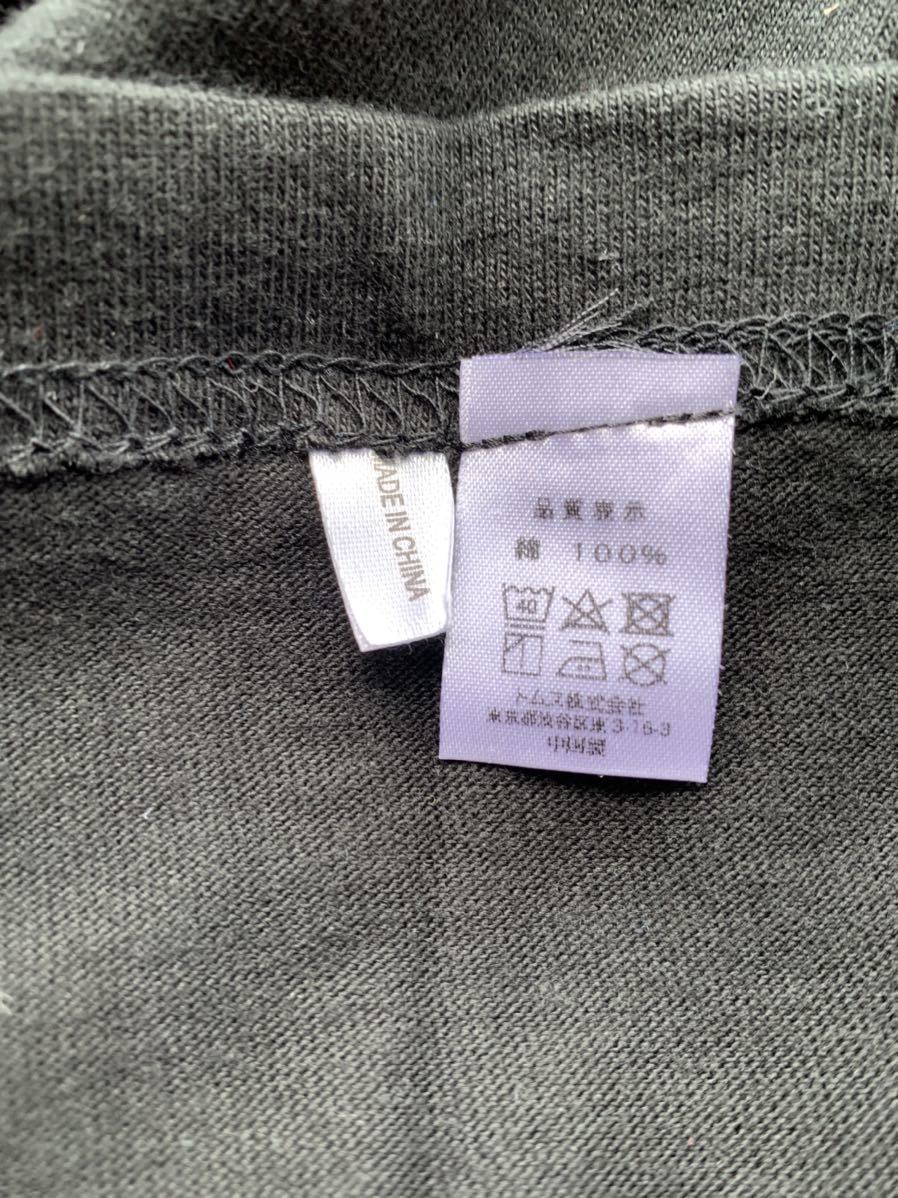 MADE IN CHINA
品質表示
綿 100%
40
トムス株式会社
東京都渋谷区東3-16-3
中国製